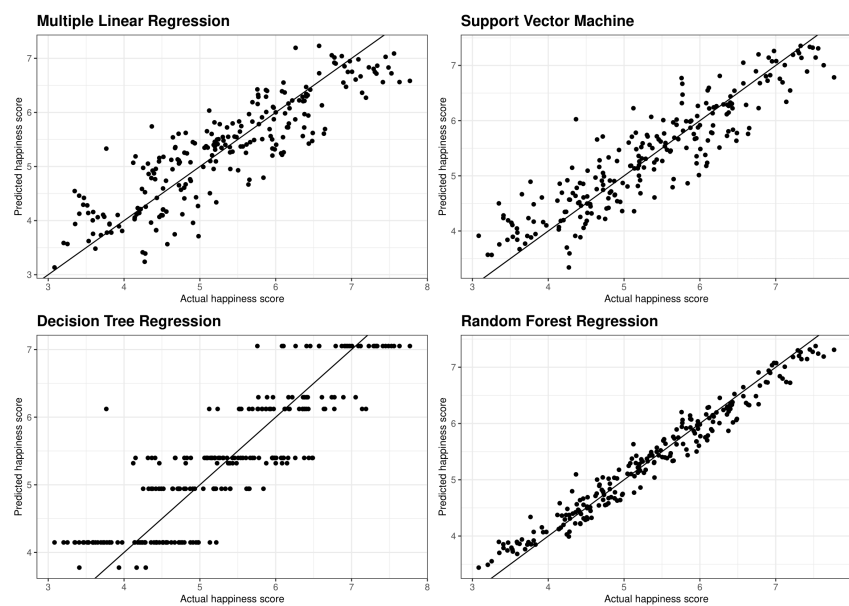 Multiple Linear Regression
Predicted happiness score
7
6
5
4
3
3 4 5 6 7 8
Actual happiness score
Support Vector Machine
Predicted happiness score
7
6
5
4
3 4 5 6 7
Actual happiness score
Decision Tree Regression
Predicted happiness score
7
6
5
4
3 4 5 6 7 8
Actual happiness score
Random Forest Regression
Predicted happiness score
7
6
5
4
3 4 5 6 7
Actual happiness score